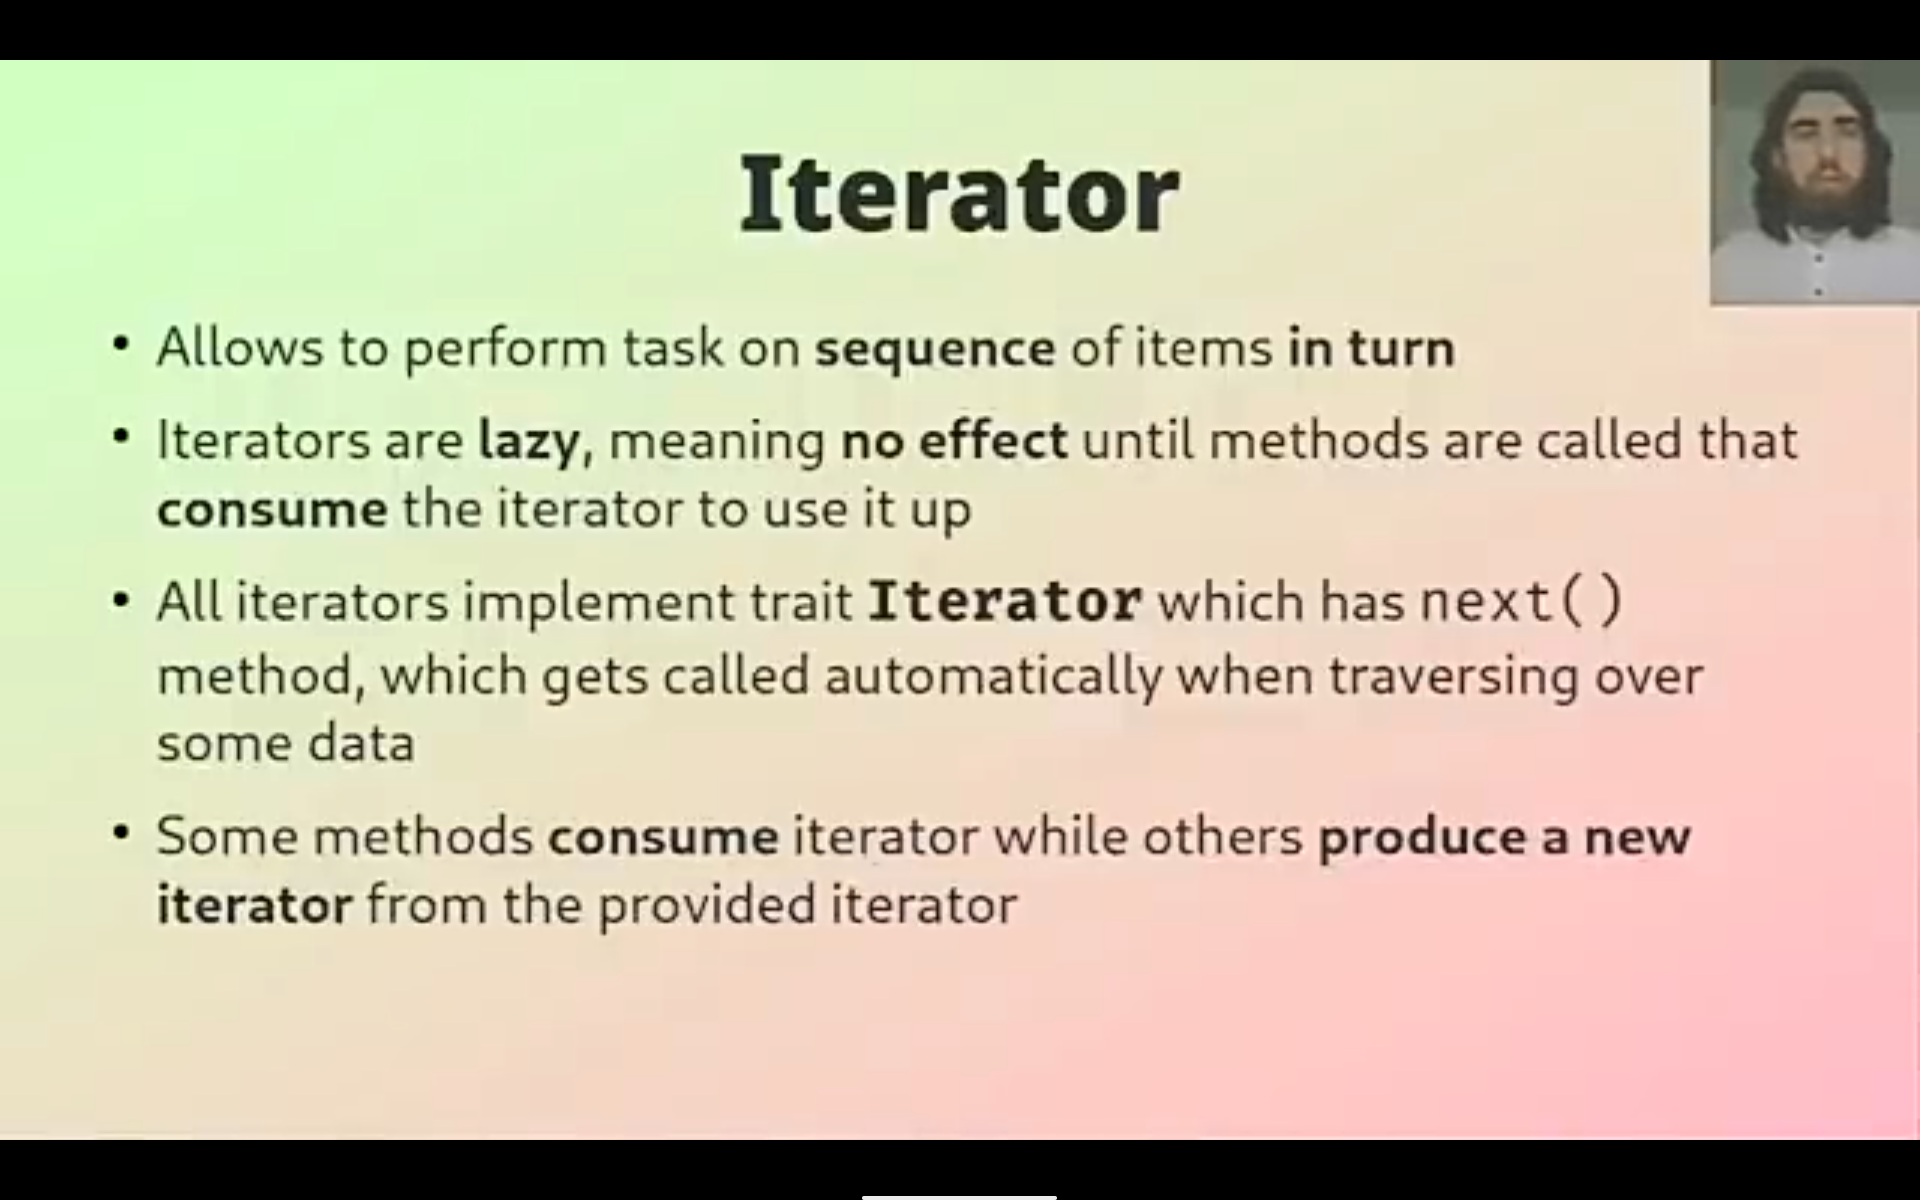 Iterator
• Allows to perform task on sequence of items in turn
• Iterators are lazy, meaning no effect until methods are called that
consume the iterator to use it up
• All iterators implement trait Iterator which has next()
method, which gets called automatically when traversing over
some data
• Some methods consume iterator while others produce a new
iterator from the provided iterator